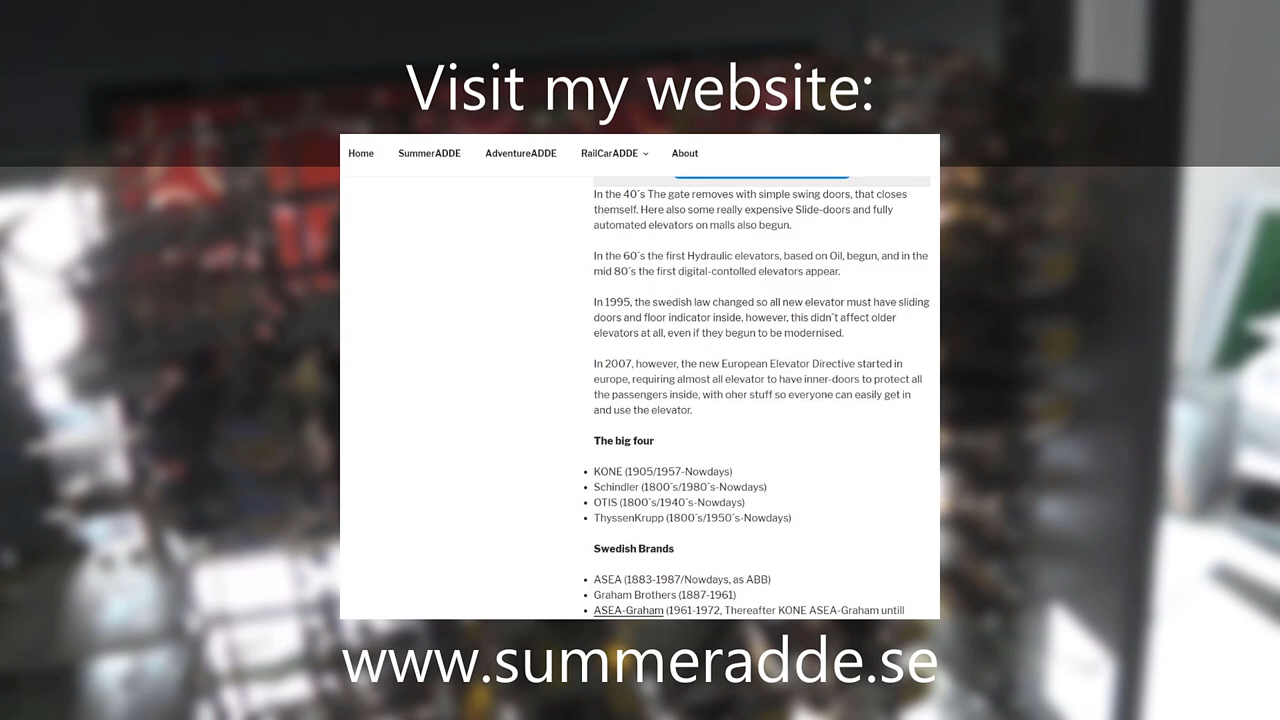 Visit my website:
Home SummerADDE AdventureADDE RailCarADDE About
In the 40´s The gate removes with simple swing doors, that closes
themself. Here also some really expensive Slide-doors and fully
automated elevators on malls also begun.
In the 60´s the first Hydraulic elevators, based on Oil, begun, and in the
mid 80´s the first digital-contolled elevators appear.
In 1995, the swedish law changed so all new elevator must have sliding
doors and floor indicator inside, however, this didn´t affect older
elevators at all, even if they begun to be modernised.
In 2007, however, the new European Elevator Directive started in
europe, requiring almost all elevator to have inner-doors to protect all
the passengers inside, with oher stuff so everyone can easily get in
and use the elevator.
The big four
• KONE (1905/1957-Nowdays)
• Schindler (1800´s/1980´s-Nowdays)
• OTIS (1800´s/1940´s-Nowdays)
• ThyssenKrupp (1800´s/1950´s-Nowdays)
Swedish Brands
• ASEA (1883-1987/Nowdays, as ABB)
• Graham Brothers (1887-1961)
• ASEA-Graham (1961-1972, Thereafter KONE ASEA-Graham untill
www.summeradde.se